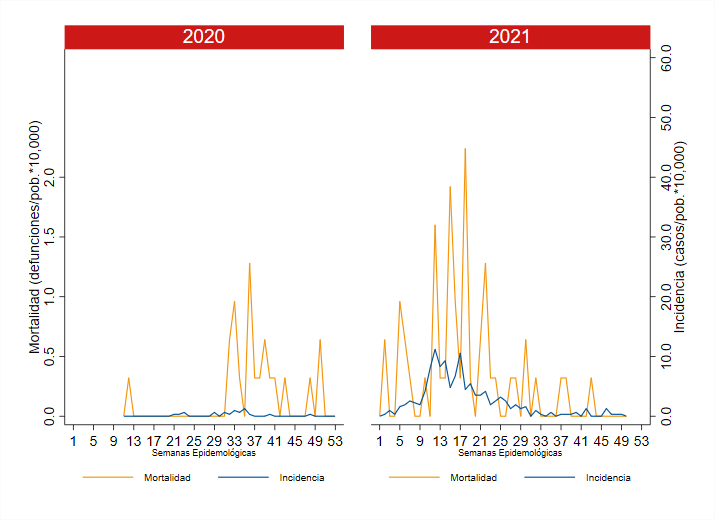 2020
2021
Mortalidad (defunciones/pob.*10,000)
2.0
1.5
1.0
0.5
0.0
60.0
50.0
40.0
30.0
20.0
10.0
0.0
Incidencia (casos/pob.*10,000)
1 5 9 13 17 21 25 29 33 37 41 45 49 53
1 5 9 13 17 21 25 29 33 37 41 45 49 53
Semanas Epidemológicas
Semanas Epidemológicas
Mortalidad Incidencia
Mortalidad Incidencia